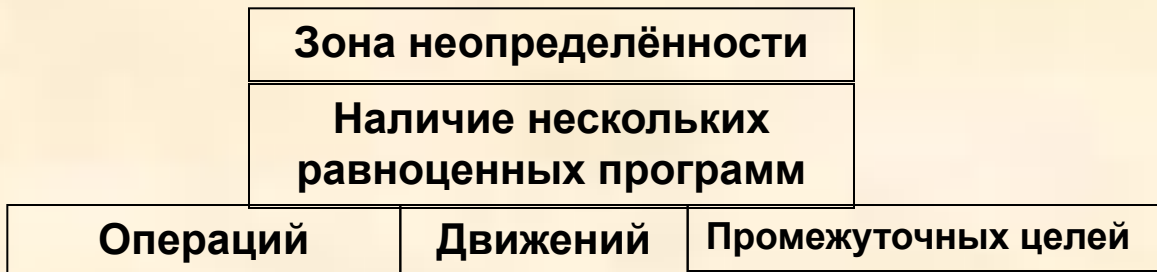 Зона неопределённости
Наличие нескольких
равноценных программ
Операций Движений Промежуточных целей